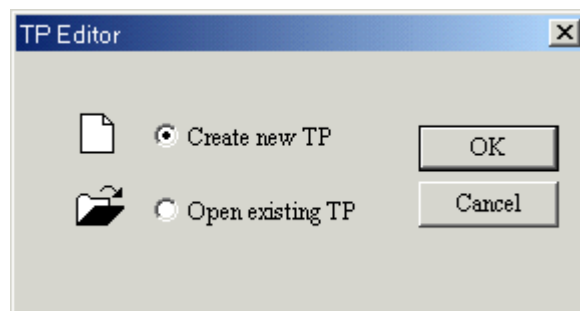 TP Editor
Create new TP
OK
Open existing TP
Cancel